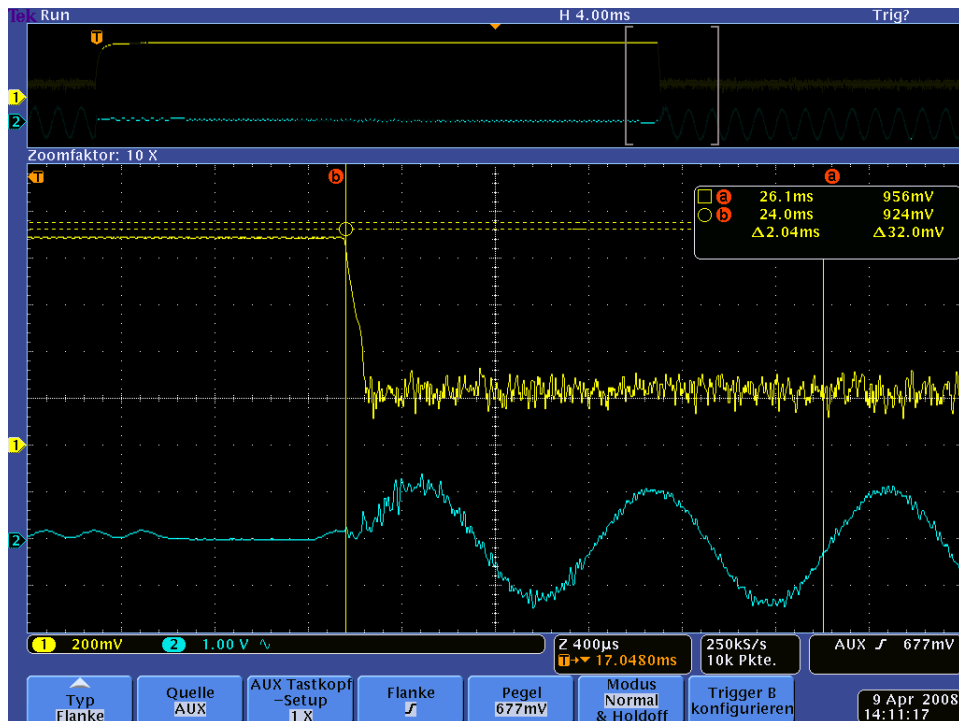 Tek Run H 4.00ms Trig?
T
1
2
Zoomfaktor: 10 X
T b a
a 26.1ms 956mV
b 24.0ms 924mV
Δ2.04ms Δ32.0mV
1
2
1 200mV 2 1.00 V ∿ Z 400µs 250kS/s AUX ƒ 677mV
T→▼ 17.0480ms 10k Pkte.
Typ
Flanke
Quelle
AUX
AUX Tastkopf
-Setup
1 X
Flanke
Pegel
677mV
Modus
Normal
& Holdoff
Trigger B
konfigurieren
9 Apr 2008
14:11:17